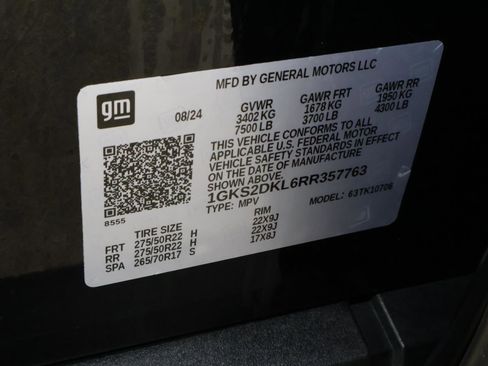 MFD BY GENERAL MOTORS LLC
gm
08/24
GVWR GAWR FRT GAWR RR
3402 KG 1678 KG 1950 KG
7500 LB 3700 LB 4300 LB
THIS VEHICLE CONFORMS TO ALL
APPLICABLE U.S. FEDERAL MOTOR
VEHICLE SAFETY STANDARDS IN EFFECT
ON THE DATE OF MANUFACTURE
SHOWN ABOVE.
1GKS2DKL6RR357763
TYPE: MPV MODEL: 63TK10706
8555
TIRE SIZE RIM
FRT 275/50R22 H 22X9J
RR 275/50R22 H 22X9J
SPA 265/70R17 S 17X8J